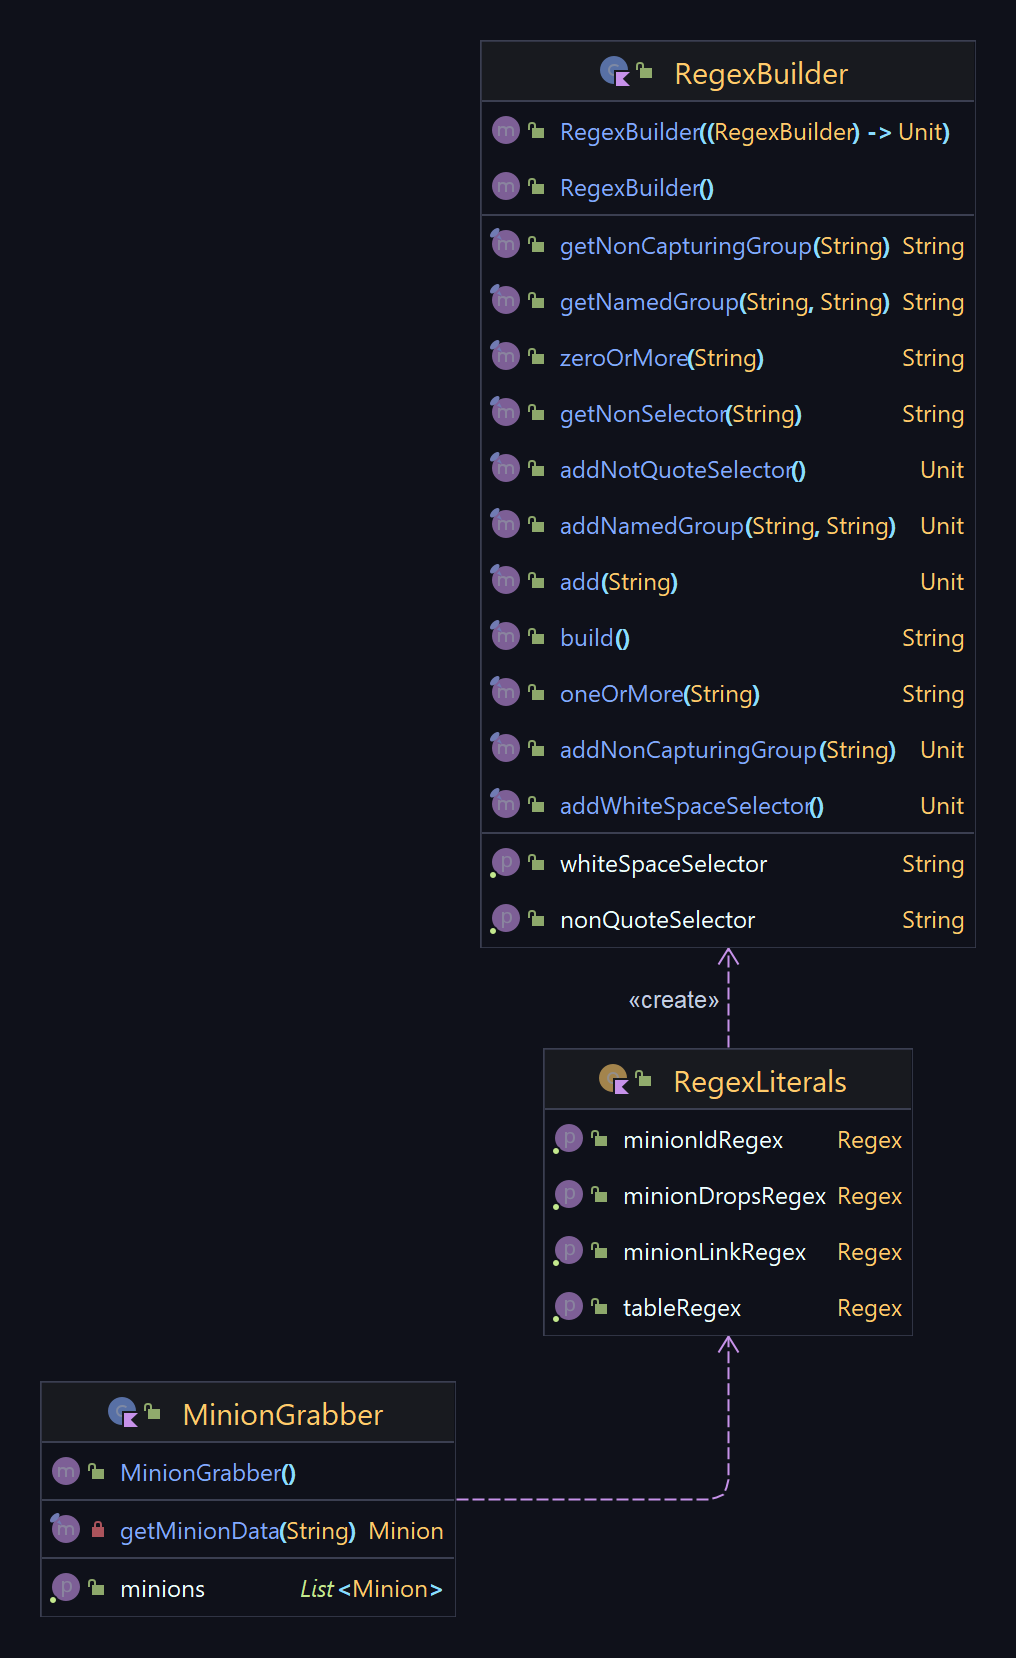 RegexBuilder
RegexBuilder((RegexBuilder) -> Unit)
RegexBuilder()
getNonCapturingGroup(String) String
getNamedGroup(String, String) String
zeroOrMore(String) String
getNonSelector(String) String
addNotQuoteSelector() Unit
addNamedGroup(String, String) Unit
add(String) Unit
build() String
oneOrMore(String) String
addNonCapturingGroup(String) Unit
addWhiteSpaceSelector() Unit
whiteSpaceSelector String
nonQuoteSelector String
«create»
RegexLiterals
minionIdRegex Regex
minionDropsRegex Regex
minionLinkRegex Regex
tableRegex Regex
MinionGrabber
MinionGrabber()
getMinionData(String) Minion
minions List<Minion>